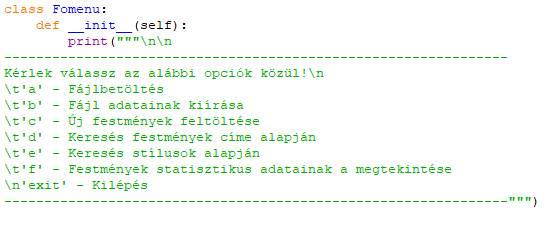 class Fomenu:
    def __init__(self):
        print("""\n\n
---------------------------------------------------------------
Kérlek válassz az alábbi opciók közül!\n
\t'a' - Fájlbetöltés
\t'b' - Fájl adatainak kiírása
\t'c' - Új festmények feltöltése
\t'd' - Keresés festmények címe alapján
\t'e' - Keresés stílusok alapján
\t'f' - Festmények statisztikus adatainak a megtekintése
\n'exit' - Kilépés
---------------------------------------------------------------""")